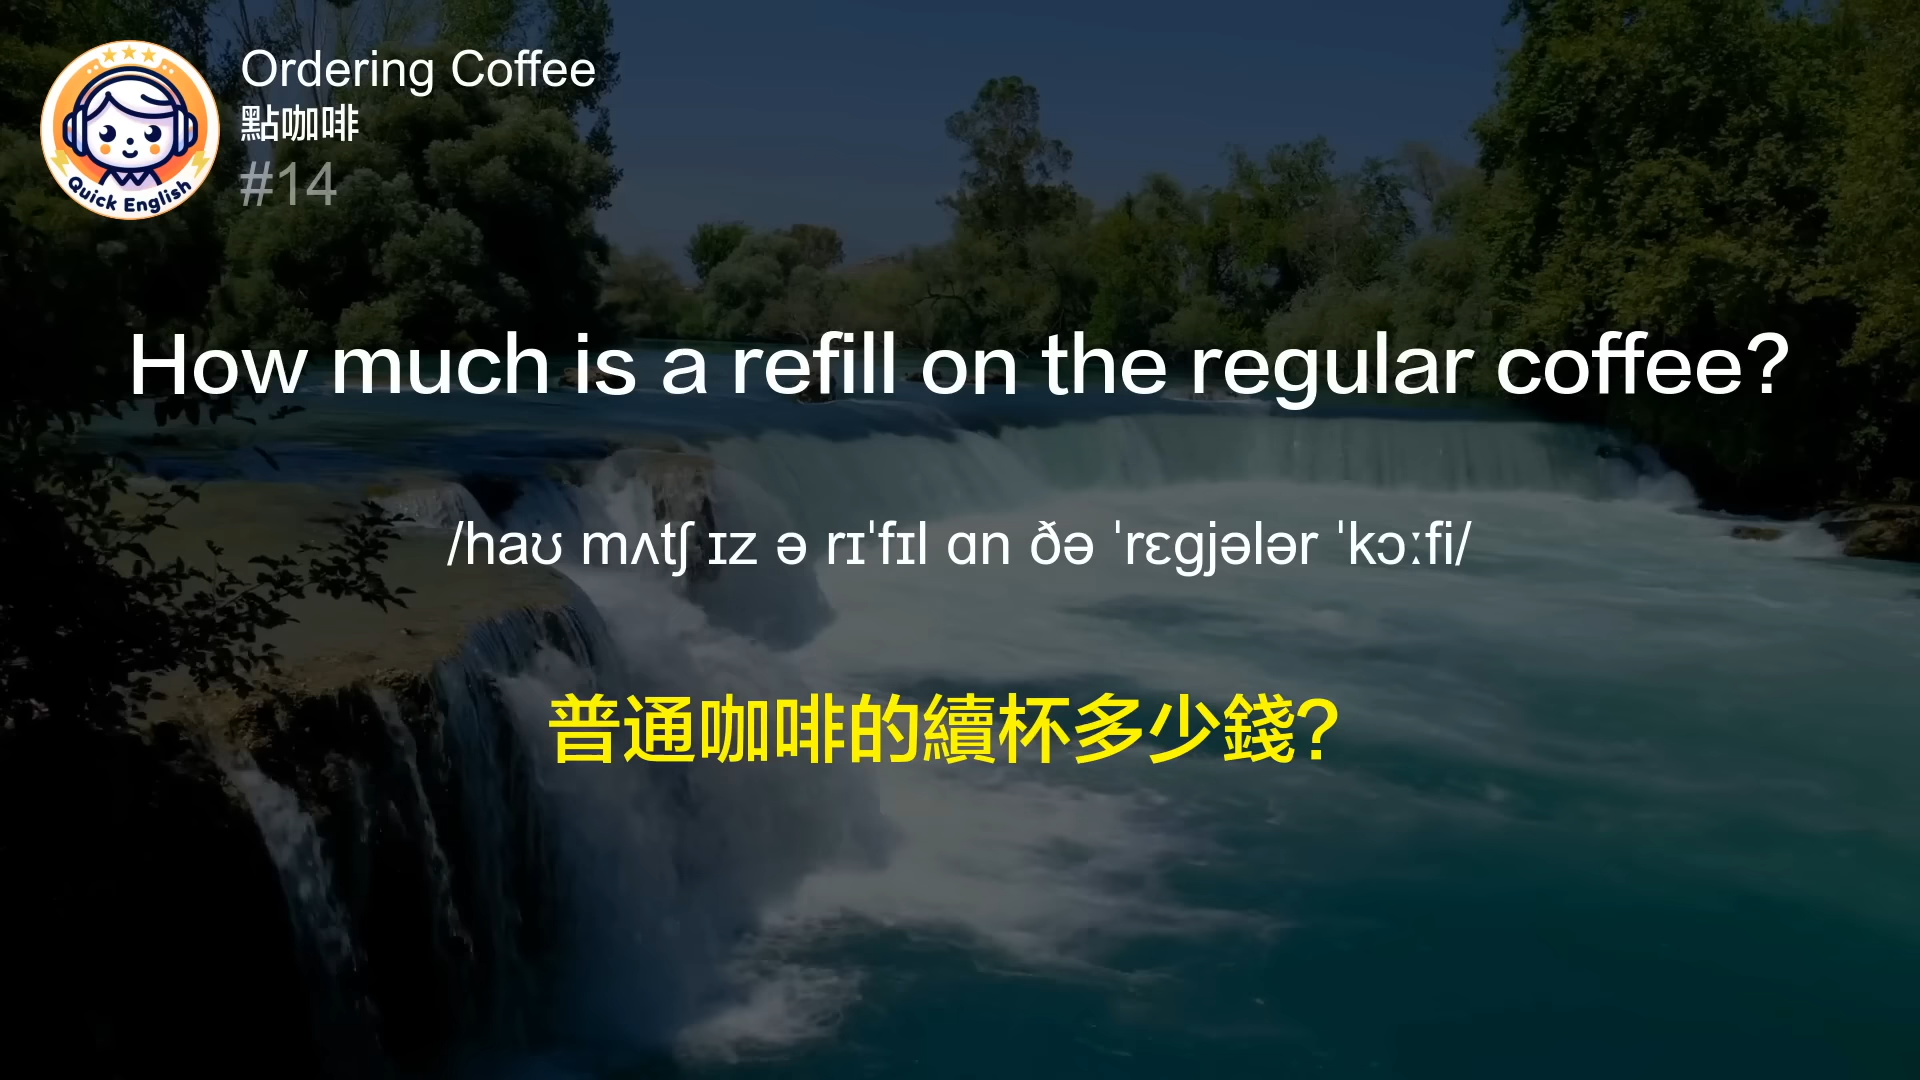 Quick English
Ordering Coffee
點咖啡
#14
How much is a refill on the regular coffee?
/haʊ mʌtʃ ɪz ə rɪˈfɪl ɑn ðə ˈrɛgjələr ˈkɔːfi/
普通咖啡的續杯多少錢?